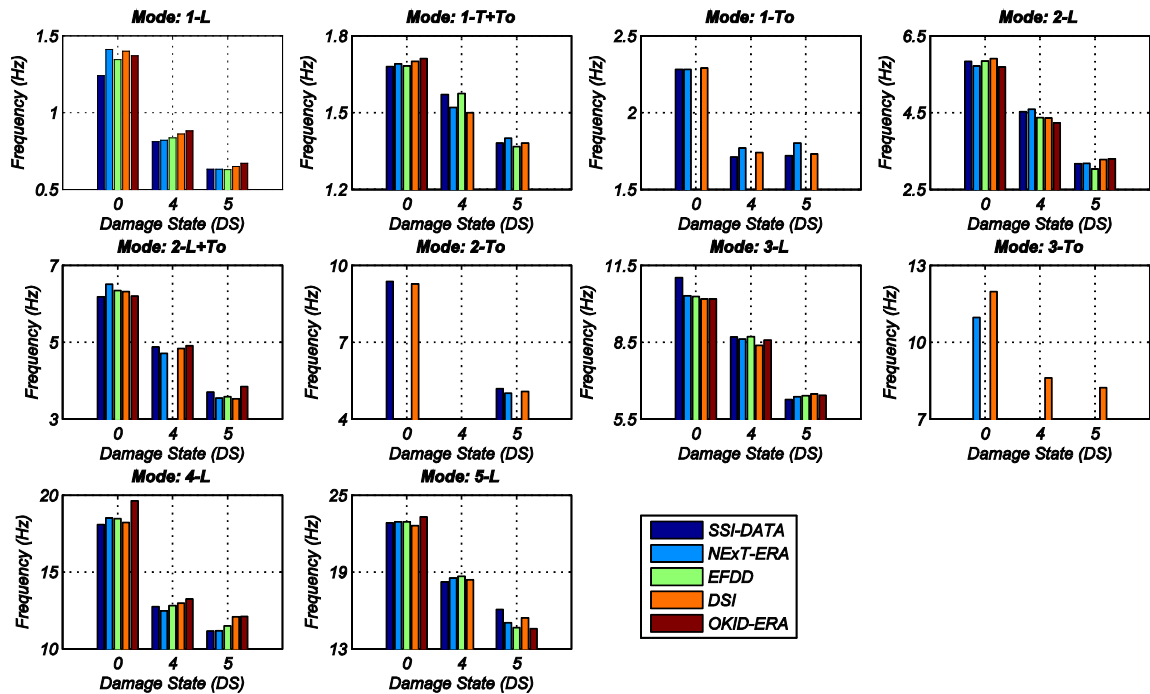 Mode: 1-L
Frequency (Hz)
1.5
1
0.5
0 4 5
Damage State (DS)
Mode: 1-T+To
Frequency (Hz)
1.8
1.5
1.2
0 4 5
Damage State (DS)
Mode: 1-To
Frequency (Hz)
2.5
2
1.5
0 4 5
Damage State (DS)
Mode: 2-L
Frequency (Hz)
6.5
4.5
2.5
0 4 5
Damage State (DS)
Mode: 2-L+To
Frequency (Hz)
7
5
3
0 4 5
Damage State (DS)
Mode: 2-To
Frequency (Hz)
10
7
4
0 4 5
Damage State (DS)
Mode: 3-L
Frequency (Hz)
11.5
8.5
5.5
0 4 5
Damage State (DS)
Mode: 3-To
Frequency (Hz)
13
10
7
0 4 5
Damage State (DS)
Mode: 4-L
Frequency (Hz)
20
15
10
0 4 5
Damage State (DS)
Mode: 5-L
Frequency (Hz)
25
19
13
0 4 5
Damage State (DS)
SSI-DATA
NExT-ERA
EFDD
DSI
OKID-ERA